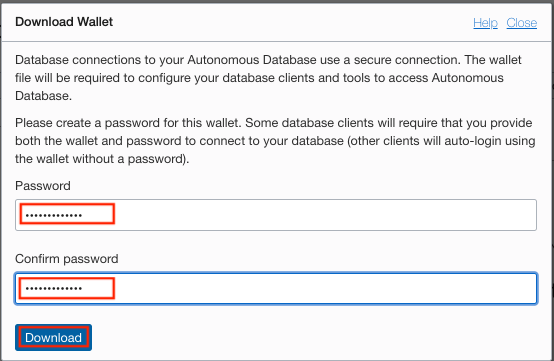 Download Wallet
Help Close
Database connections to your Autonomous Database use a secure connection. The wallet
file will be required to configure your database clients and tools to access Autonomous
Database.
Please create a password for this wallet. Some database clients will require that you provide
both the wallet and password to connect to your database (other clients will auto-login using
the wallet without a password).
Password
•••••••••••••
Confirm password
•••••••••••••
Download